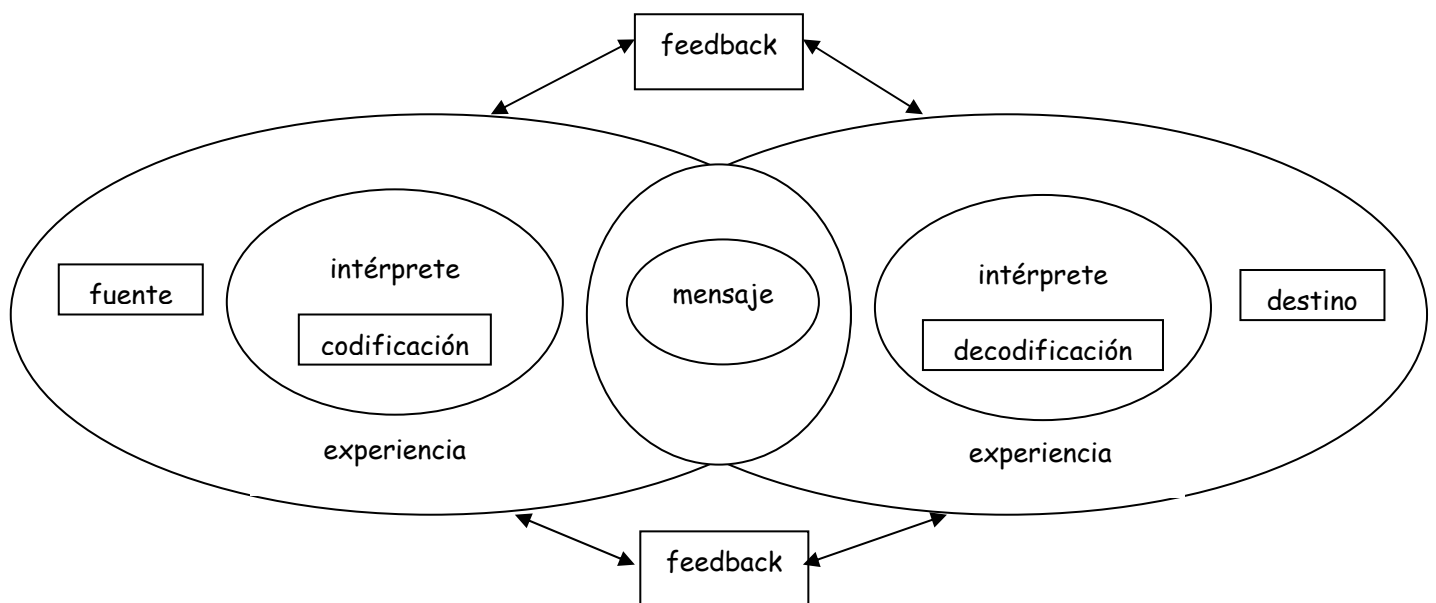 feedback
fuente
intérprete
codificación
experiencia
mensaje
intérprete
decodificación
experiencia
destino
feedback